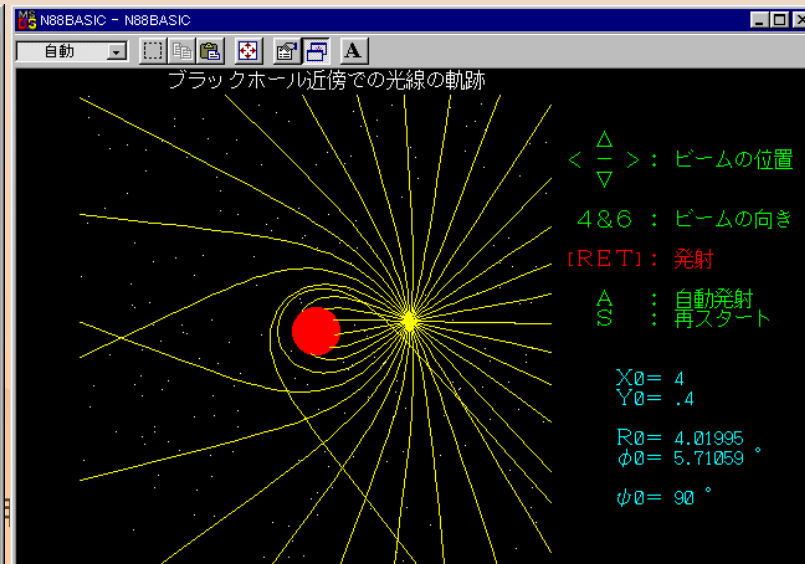 N88BASIC - N88BASIC
自動
A
ブラックホール近傍での光線の軌跡
< △ー▽ > : ビームの位置
4&6 : ビームの向き
[RET] : 発射
A : 自動発射
S : 再スタート
X0= 4
Y0= .4
R0= 4.01995
φ0= 5.71059 °
ψ0= 90 °